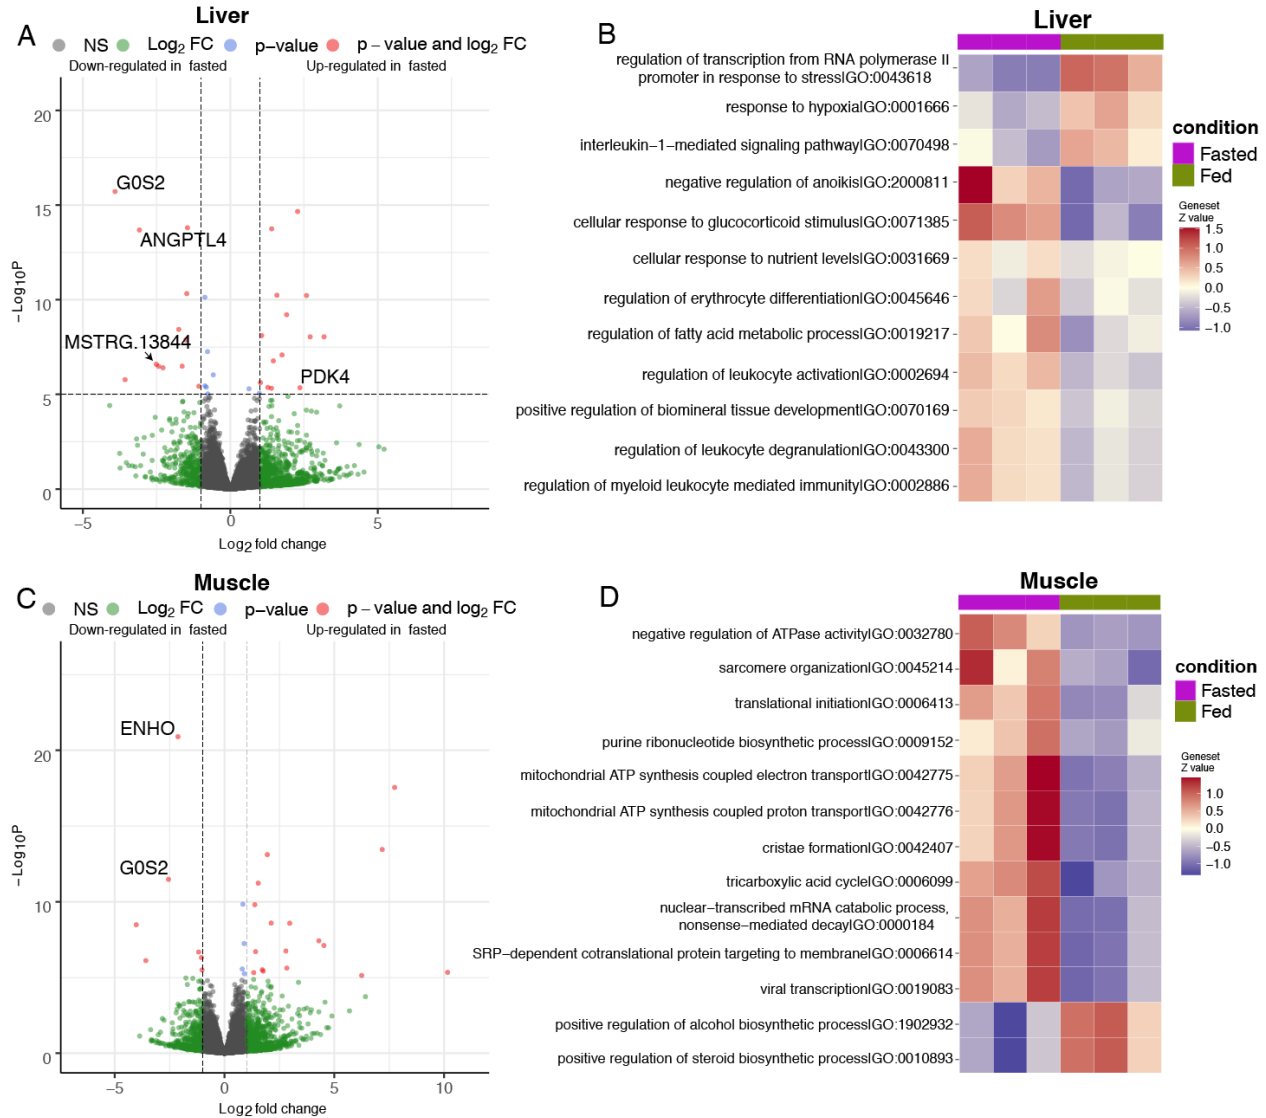 A
Liver
NS
Log2 FC
p−value
p − value and log2 FC
Down-regulated in fasted
Up-regulated in fasted
− Log10P
20
15
10
5
0
G0S2
ANGPTL4
MSTRG.13844
PDK4
−5
0
5
Log2 fold change
B
Liver
regulation of transcription from RNA polymerase II
promoter in response to stress|GO:0043618
response to hypoxia|GO:0001666
interleukin−1−mediated signaling pathway|GO:0070498
negative regulation of anoikis|GO:2000811
cellular response to glucocorticoid stimulus|GO:0071385
cellular response to nutrient levels|GO:0031669
regulation of erythrocyte differentiation|GO:0045646
regulation of fatty acid metabolic process|GO:0019217
regulation of leukocyte activation|GO:0002694
positive regulation of biomineral tissue development|GO:0070169
regulation of leukocyte degranulation|GO:0043300
regulation of myeloid leukocyte mediated immunity|GO:0002886
condition
Fasted
Fed
Geneset
Z value
1.5
1.0
0.5
0.0
−0.5
−1.0
C
Muscle
NS
Log2 FC
p−value
p − value and log2 FC
Down-regulated in fasted
Up-regulated in fasted
− Log10P
20
10
0
ENHO
G0S2
−5
0
5
10
Log2 fold change
D
Muscle
negative regulation of ATPase activity|GO:0032780
sarcomere organization|GO:0045214
translational initiation|GO:0006413
purine ribonucleotide biosynthetic process|GO:0009152
mitochondrial ATP synthesis coupled electron transport|GO:0042775
mitochondrial ATP synthesis coupled proton transport|GO:0042776
cristae formation|GO:0042407
tricarboxylic acid cycle|GO:0006099
nuclear−transcribed mRNA catabolic process,
nonsense−mediated decay|GO:0000184
SRP−dependent cotranslational protein targeting to membrane|GO:0006614
viral transcription|GO:0019083
positive regulation of alcohol biosynthetic process|GO:1902932
positive regulation of steroid biosynthetic process|GO:0010893
condition
Fasted
Fed
Geneset
Z value
1.0
0.5
0.0
−0.5
−1.0